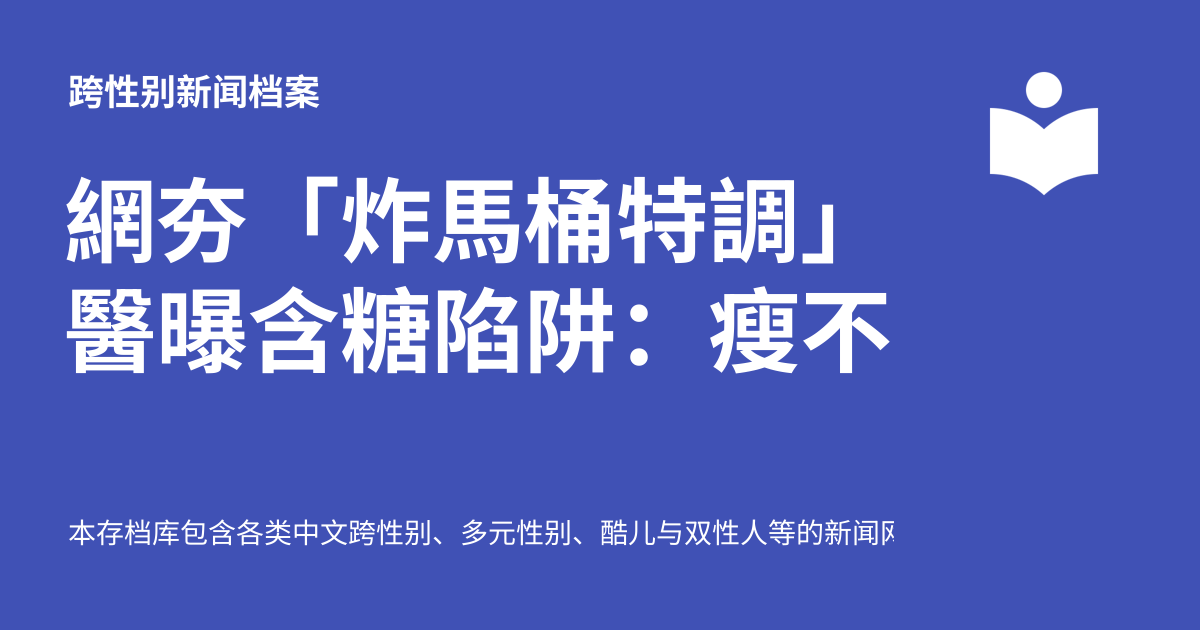 跨性别新闻档案
網夯「炸馬桶特調」
醫曝含糖陷阱：瘦不
本存档库包含各类中文跨性别、多元性别、酷儿与双性人等的新闻